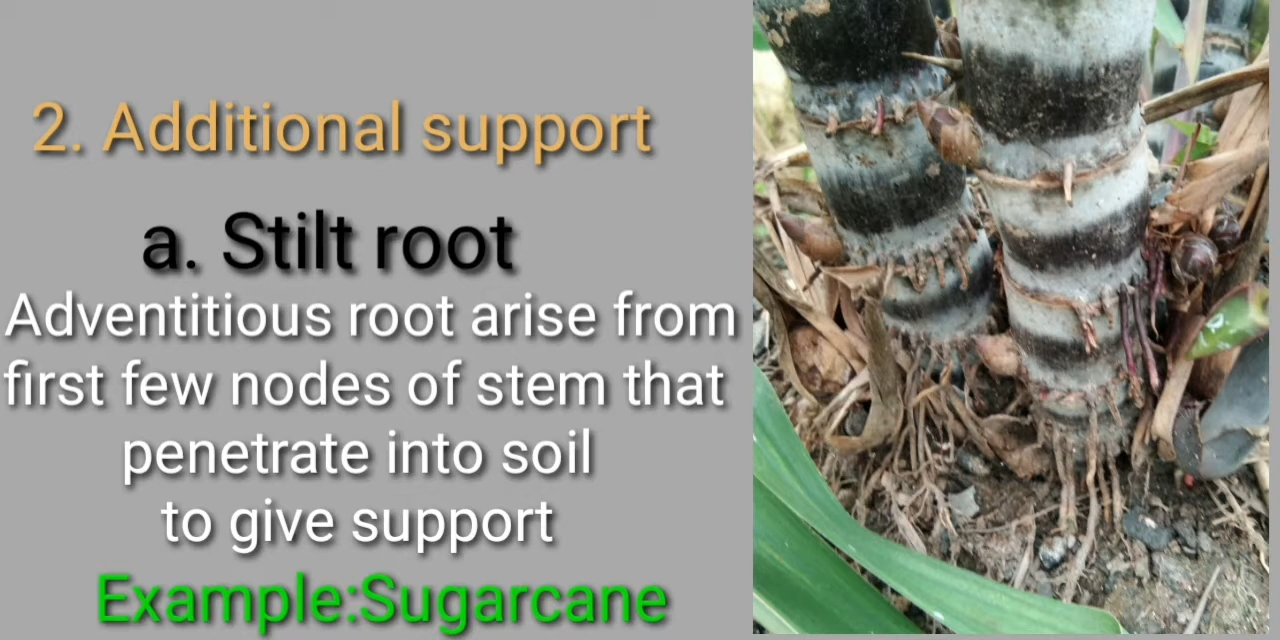 2. Additional support
a. Stilt root
Adventitious root arise from
first few nodes of stem that
penetrate into soil
to give support
Example:Sugarcane